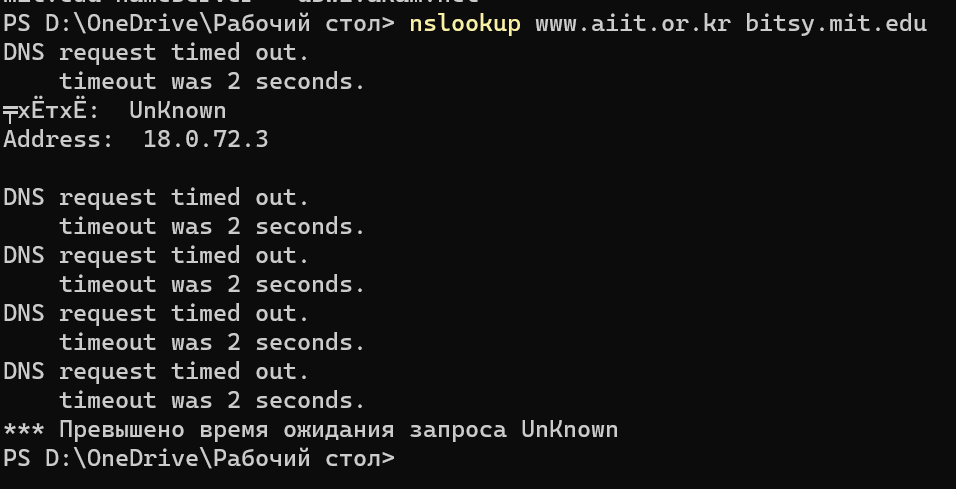 PS D:\OneDrive\Рабочий стол> nslookup www.aiit.or.kr bitsy.mit.edu
DNS request timed out.
    timeout was 2 seconds.
╤хЁтхЁ:  UnKnown
Address:  18.0.72.3

DNS request timed out.
    timeout was 2 seconds.
DNS request timed out.
    timeout was 2 seconds.
DNS request timed out.
    timeout was 2 seconds.
DNS request timed out.
    timeout was 2 seconds.
*** Превышено время ожидания запроса UnKnown
PS D:\OneDrive\Рабочий стол>